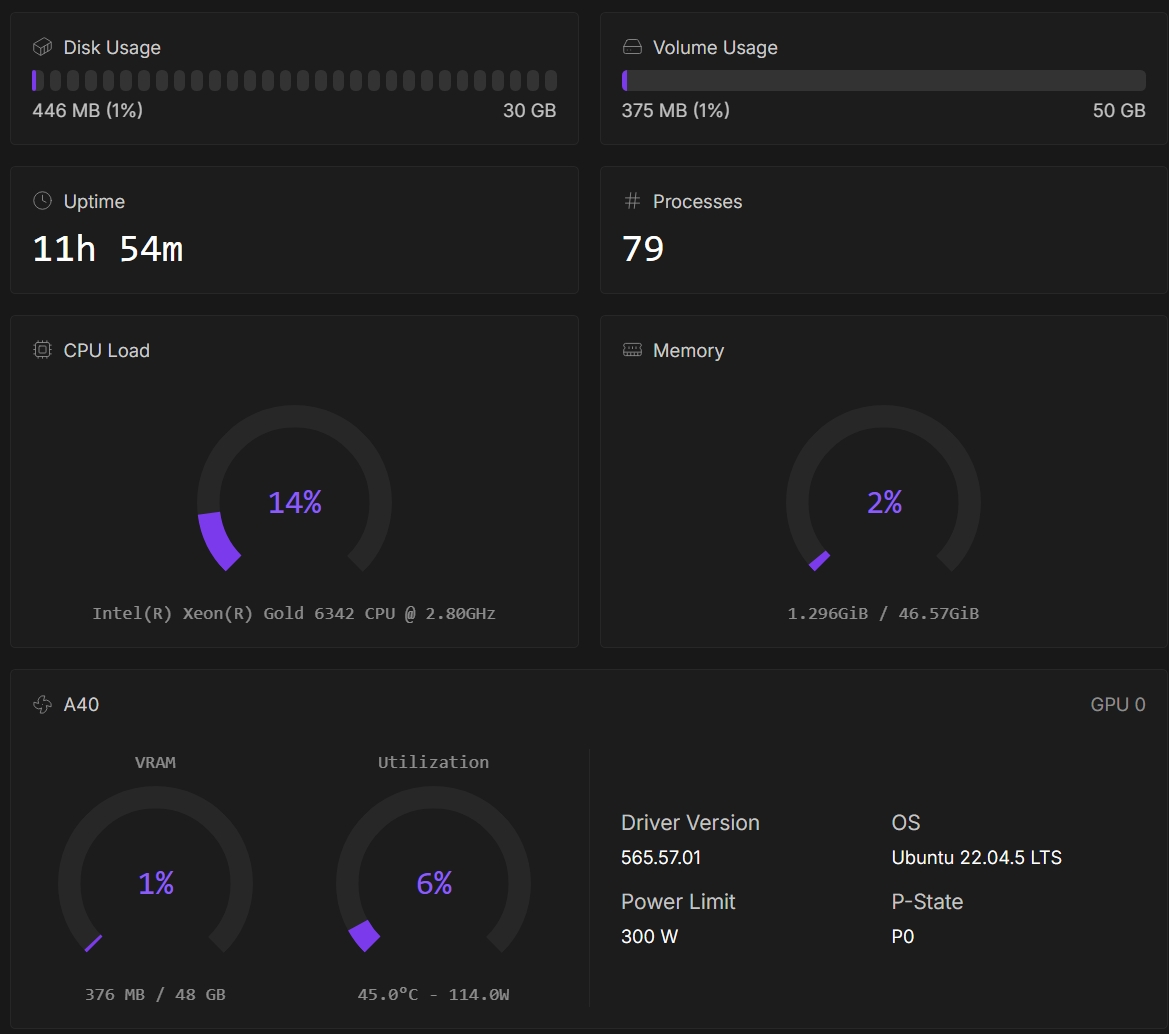 Disk Usage
446 MB (1%) 30 GB
Volume Usage
375 MB (1%) 50 GB
Uptime
11h 54m
Processes
79
CPU Load
14%
Intel(R) Xeon(R) Gold 6342 CPU @ 2.80GHz
Memory
2%
1.296GiB / 46.57GiB
A40 GPU 0
VRAM
1%
376 MB / 48 GB
Utilization
6%
45.0°C - 114.0W
Driver Version
565.57.01
OS
Ubuntu 22.04.5 LTS
Power Limit
300 W
P-State
P0